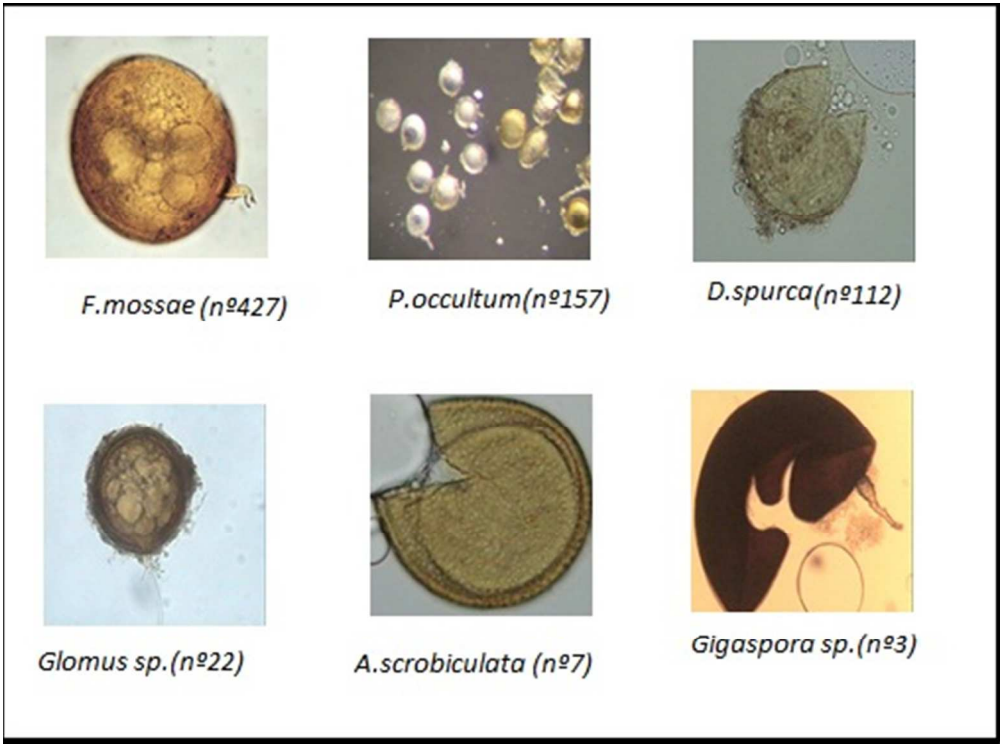 F.mossae (nº427)
P.occultum(nº157)
D.spurca(nº112)
Glomus sp.(nº22)
A.scrobiculata (nº7)
Gigaspora sp.(nº3)